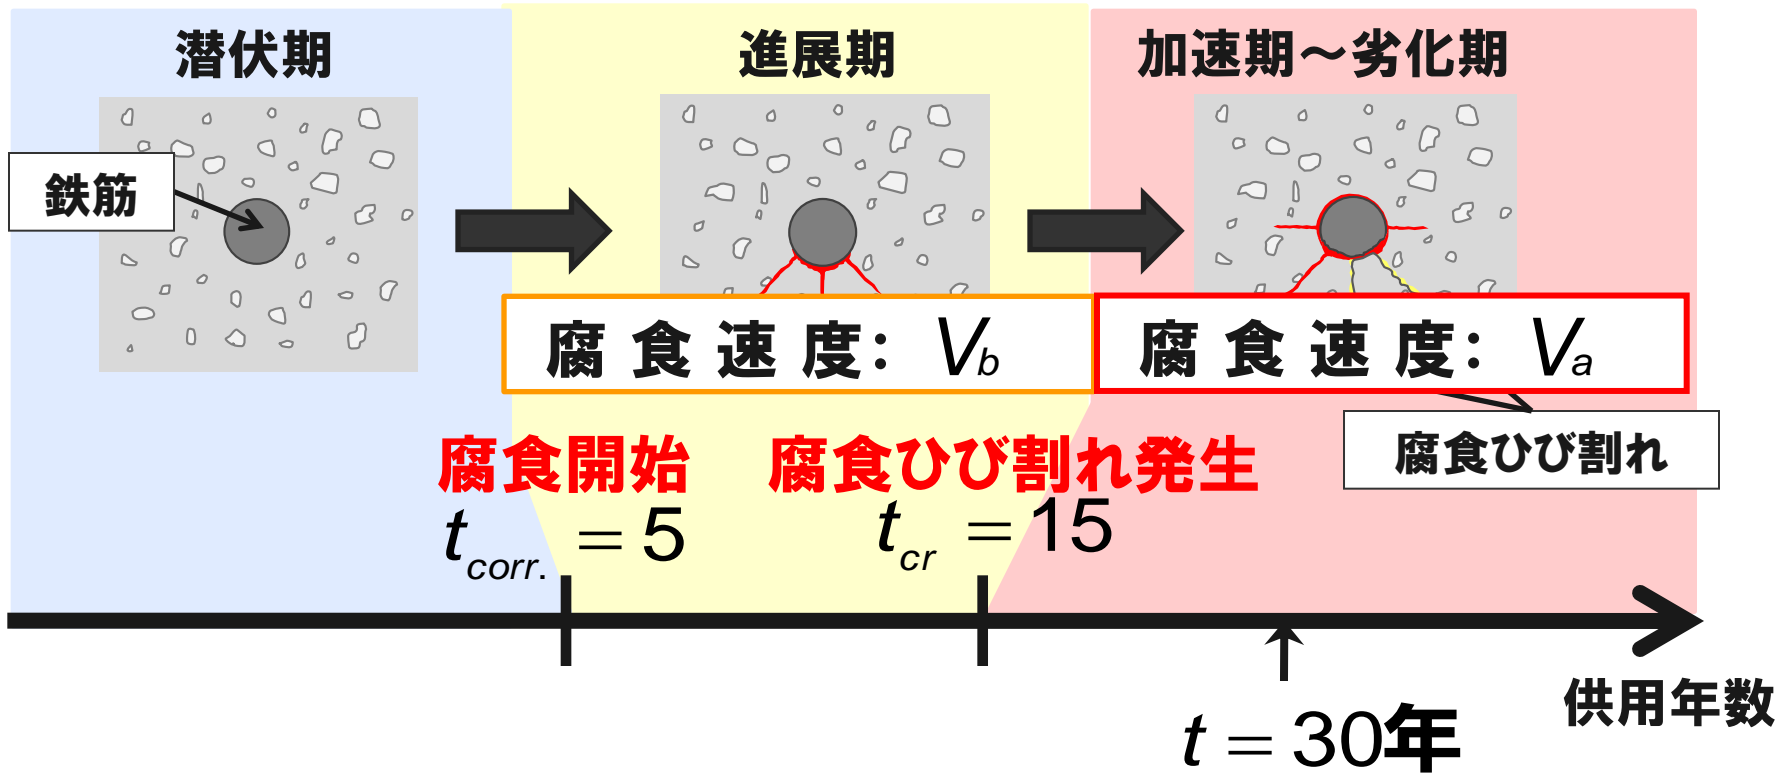 潜伏期
進展期
加速期～劣化期
鉄筋
腐食速度： Vb
腐食速度： Va
腐食ひび割れ
腐食開始
腐食ひび割れ発生
tcorr. = 5
tcr = 15
供用年数
t = 30年